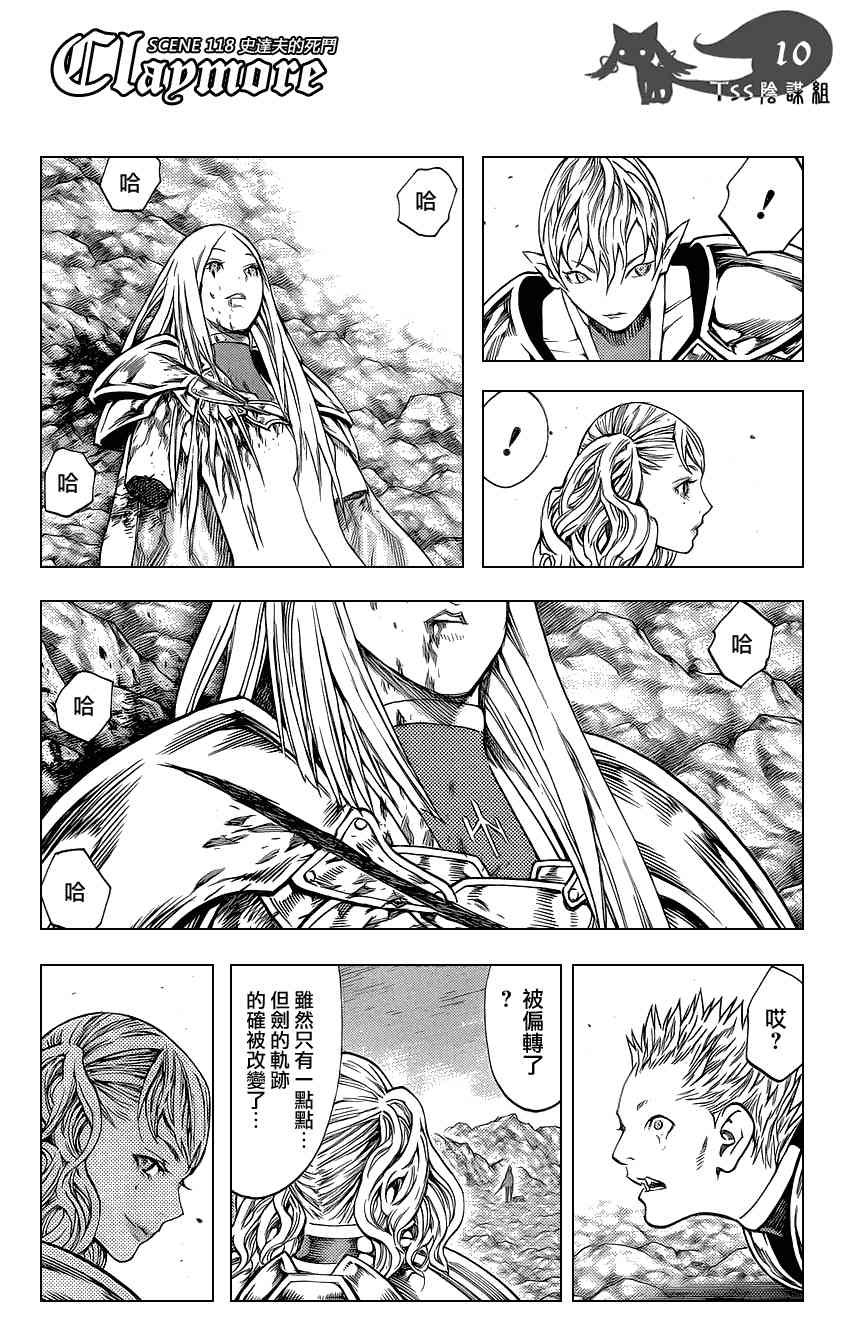 SCENE 118 史達夫的死鬥
Claymore
10
Tss陰謀組
！
哈
哈
哈
！
哈
哈
哈
哎？
被偏轉了
？
雖然只有一點點…
但劍的軌跡
的確被改變了…